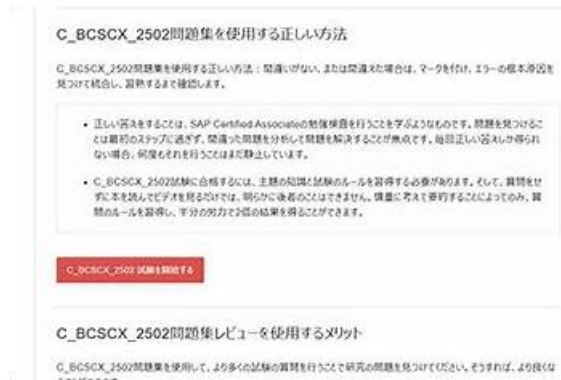 C_BCSCX_2502問題集を使用する正しい方法
C_BCSCX_2502問題集を使用する正しい方法：間違いがない、または間違えた場合は、マークを付け、エラーの根本原因を
見つけて統合し、習熟するまで確認します。
正しい答えをすることは、SAP Certified Associateの勉強検査を行うことを学ぶようなものです。問題を見つけるこ
とは最初のステップに過ぎず、間違った問題を分析して問題を解決することが焦点です。毎回正しい答えしか得られ
ない場合、何度もそれを行うことはまだ静止しています。
C_BCSCX_2502試験に合格するには、主題の知識と試験のルールを習得する必要があります。そして、質問をせ
ずに本を読んでビデオを見るだけでは、明らかに後者のことはできません。慎重に考えて要約することによってのみ、質
問のルールを習得し、半分の労力で2倍の結果を得ることができます。
C_BCSCX_2502 試験を開始する
C_BCSCX_2502問題集レビューを使用するメリット
C_BCSCX_2502問題集を使用して、より多くの試験の質問を行うことで研究の問題を見つけてください。そうすれば、より良くな